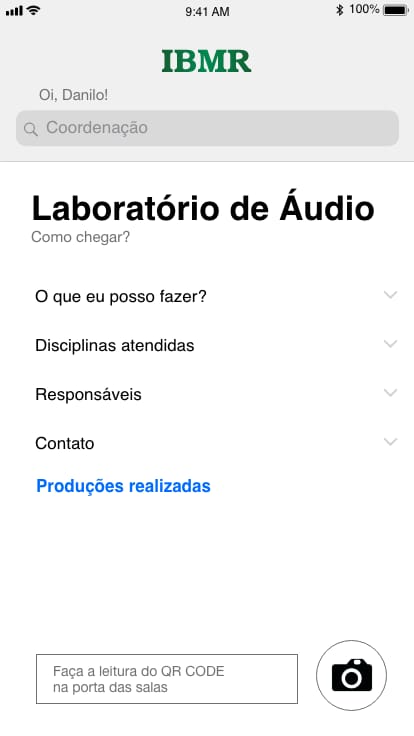 9:41 AM
100%
IBMR
Oi, Danilo!
Coordenação
Laboratório de Áudio
Como chegar?
O que eu posso fazer?
Disciplinas atendidas
Responsáveis
Contato
Produções realizadas
Faça a leitura do QR CODE
na porta das salas